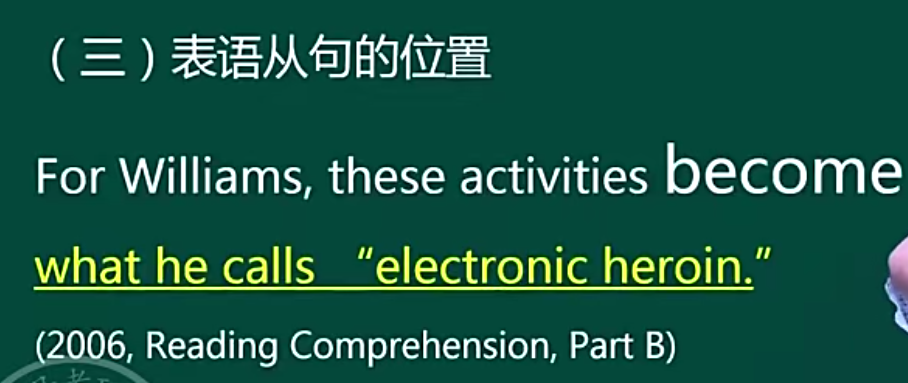 （三）表语从句的位置
For Williams, these activities become
what he calls “electronic heroin.”
(2006, Reading Comprehension, Part B)